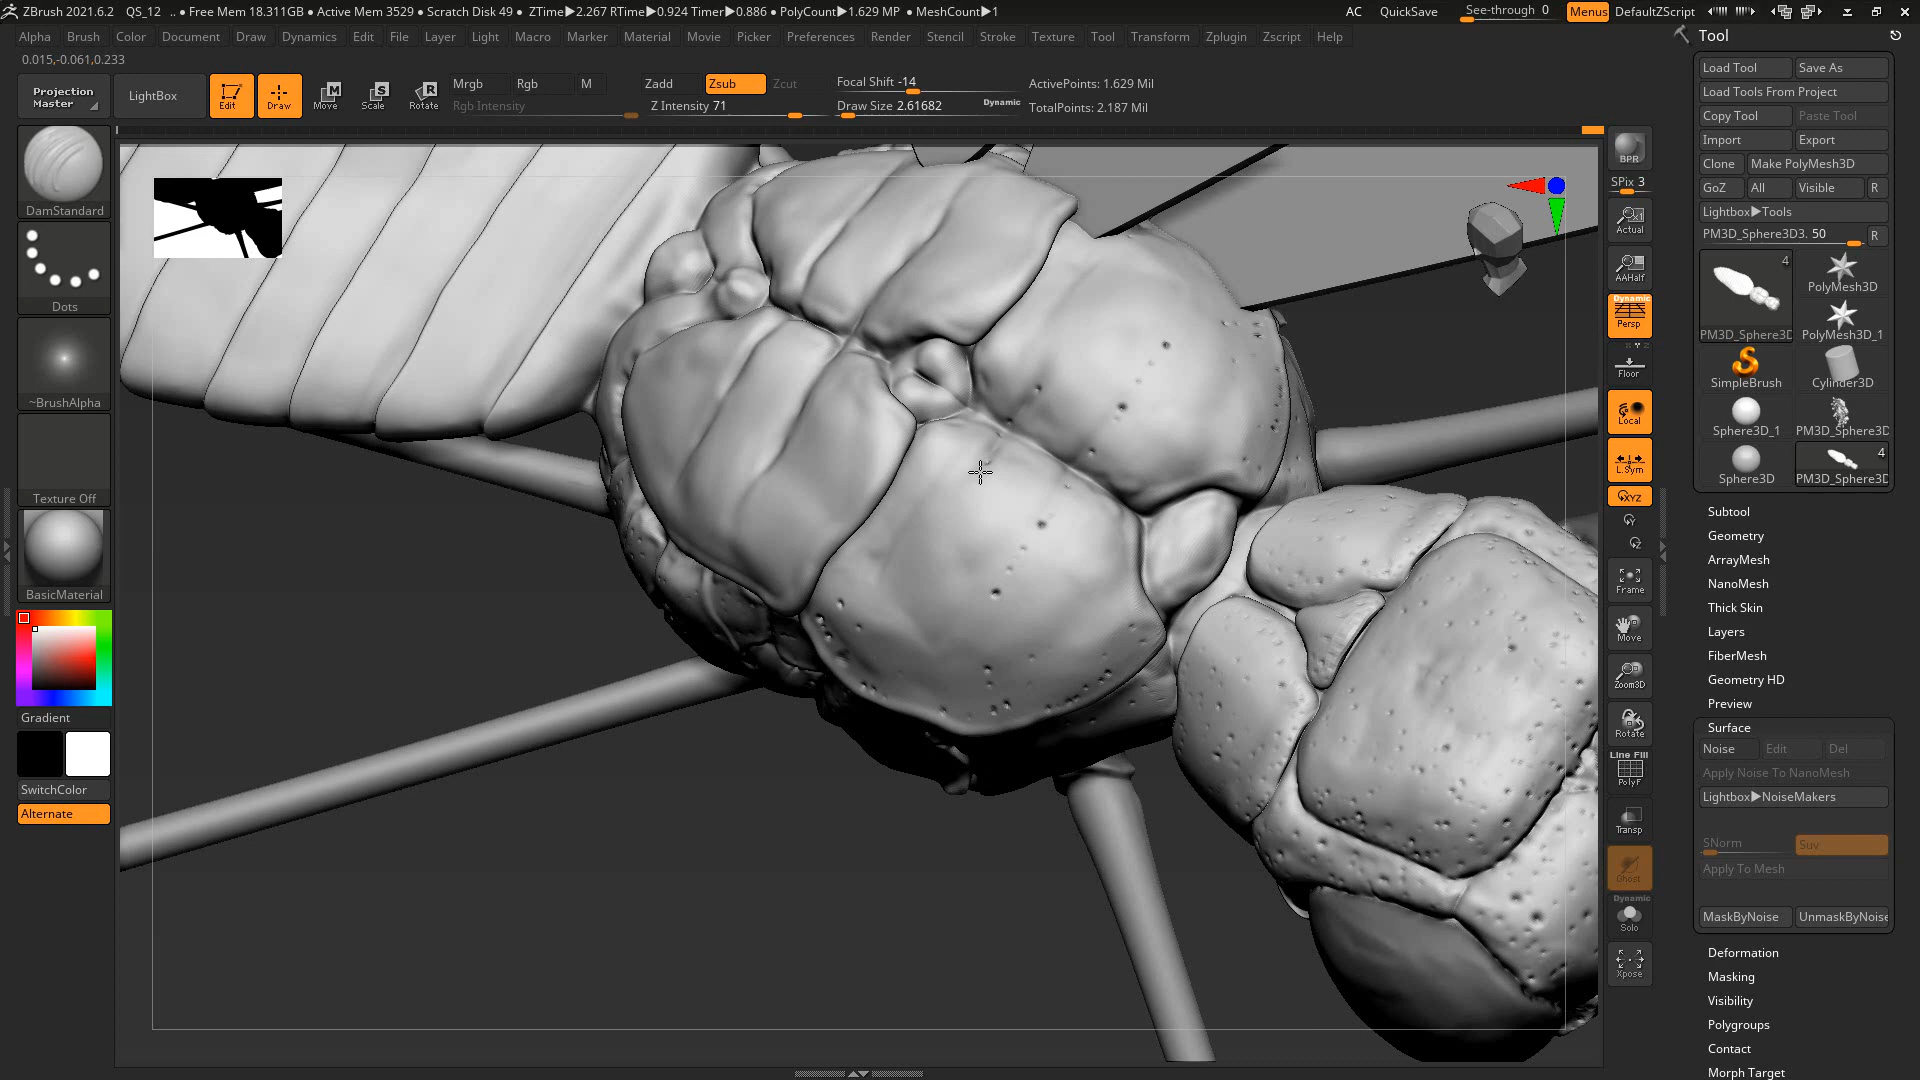 ZBrush 2021.6.2 QS_12 .. ● Free Mem 18.311GB ● Active Mem 3529 ● Scratch Disk 49 ● ZTime▶2.267 RTime▶0.924 Timer▶0.886 ● PolyCount▶1.629 MP ● MeshCount▶1 AC QuickSave See-through 0 Menus DefaultZScript
Alpha Brush Color Document Draw Dynamics Edit File Layer Light Macro Marker Material Movie Picker Preferences Render Stencil Stroke Texture Tool Transform Zplugin Zscript Help
0.015,-0.061,0.233
Projection Master
LightBox
Edit
Draw
Move
Scale
Rotate
Mrgb Rgb M
Rgb Intensity
Zadd Zsub Zcut
Z Intensity 71
Focal Shift -14
Draw Size 2.61682
Dynamic
ActivePoints: 1.629 Mil
TotalPoints: 2.187 Mil
DamStandard
Dots
~BrushAlpha
Texture Off
BasicMaterial
Gradient
SwitchColor
Alternate
BPR
SPix 3
Actual
AAHalf
Dynamic
Persp
Floor
Local
L.Sym
XYZ
Y
Z
Frame
Move
Zoom3D
Rotate
Line Fill
PolyF
Transp
Ghost
Dynamic
Solo
Xpose
Tool
Load Tool Save As
Load Tools From Project
Copy Tool Paste Tool
Import Export
Clone Make PolyMesh3D
GoZ All Visible R
Lightbox▶Tools
PM3D_Sphere3D3. 50 R
4
PM3D_Sphere3D
PolyMesh3D
PolyMesh3D_1
SimpleBrush
Cylinder3D
Sphere3D_1
PM3D_Sphere3D
Sphere3D
4
PM3D_Sphere3D
Subtool
Geometry
ArrayMesh
NanoMesh
Thick Skin
Layers
FiberMesh
Geometry HD
Preview
Surface
Noise Edit Del
Apply Noise To NanoMesh
Lightbox▶NoiseMakers
SNorm Suv
Apply To Mesh
MaskByNoise UnmaskByNoise
Deformation
Masking
Visibility
Polygroups
Contact
Morph Target